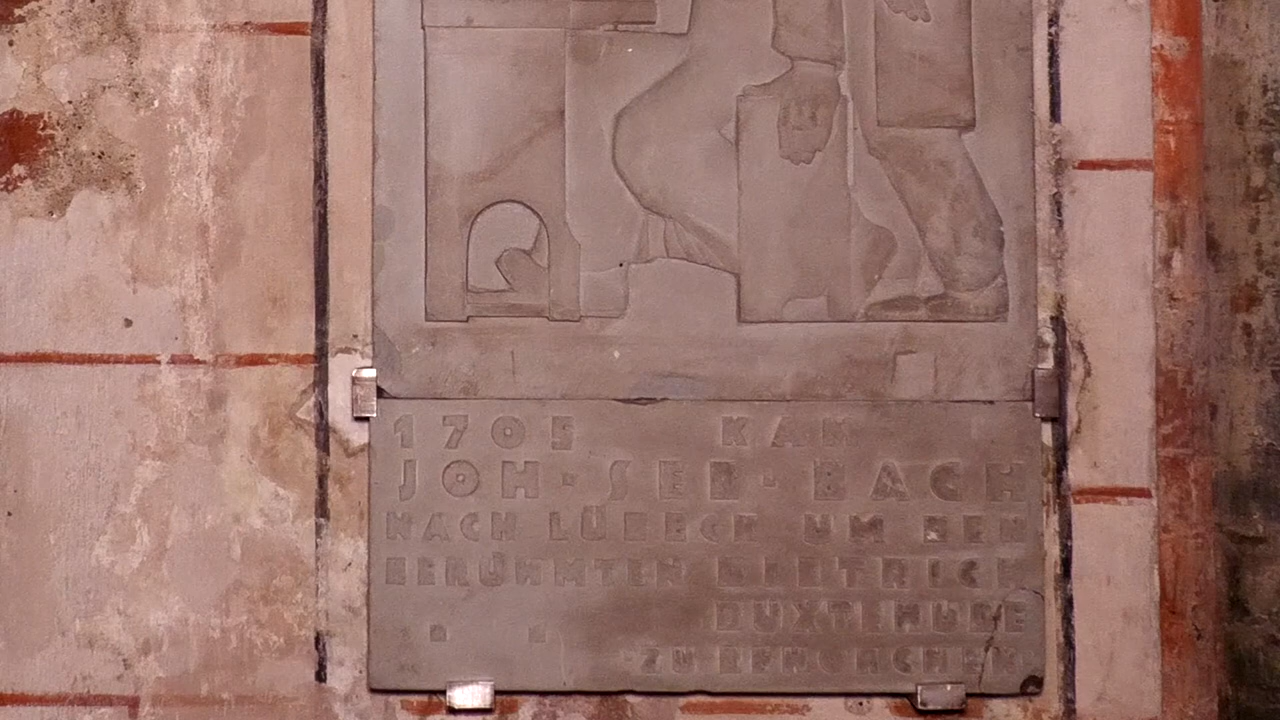 1705 KAM
JOH·SEB·BACH
NACH LÜBECK UM DEN
BERÜHMTEN DIETRICH
BUXTEHUDE
ZU BEHORCHEN